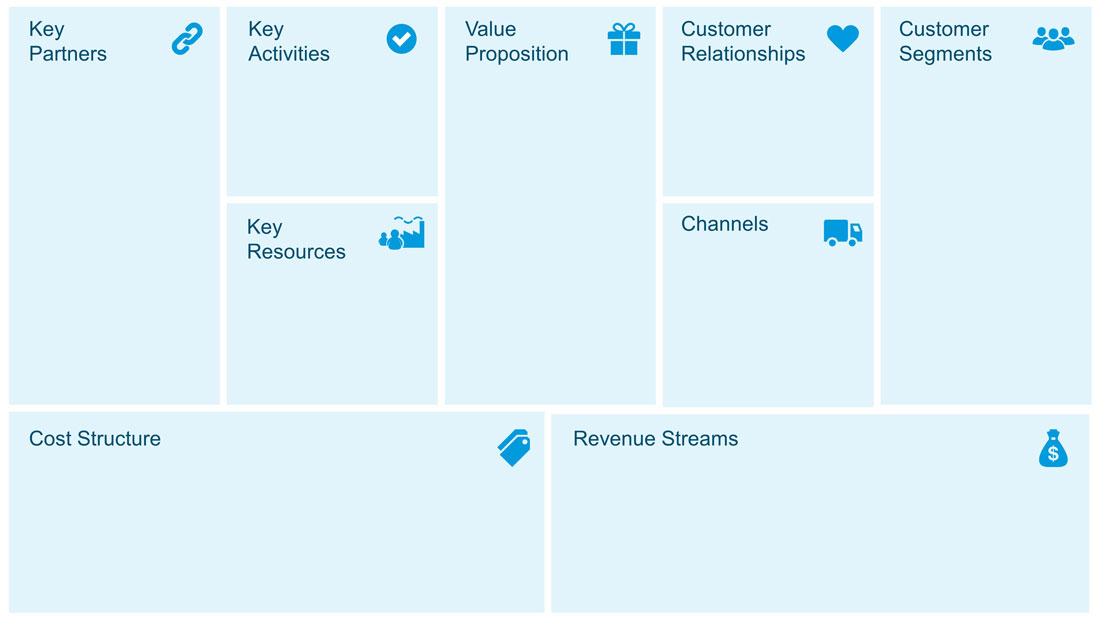 Key
Partners
Key
Activities
Value
Proposition
Customer
Relationships
Customer
Segments
Key
Resources
Channels
Cost Structure
Revenue Streams
$